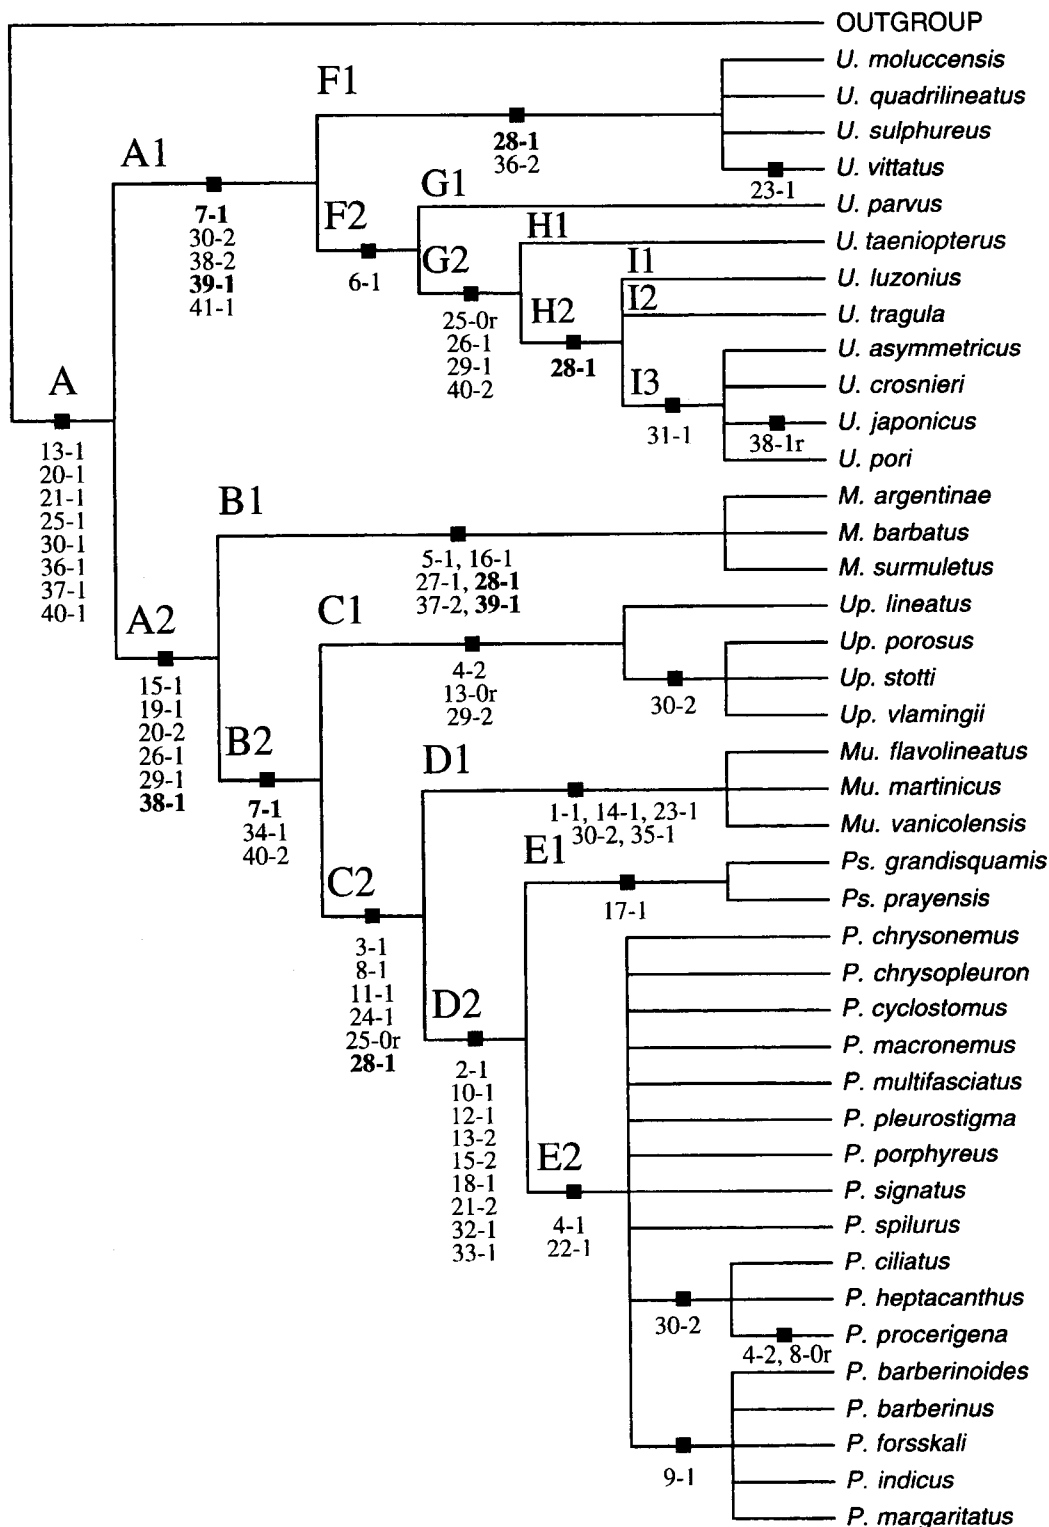 OUTGROUP
U. moluccensis
F1
U. quadrilineatus
28-1
36-2
U. sulphureus
A1
U. vittatus
23-1
7-1
30-2
38-2
39-1
41-1
G1
U. parvus
F2
6-1
H1
U. taeniopterus
G2
25-0r
26-1
29-1
40-2
I1
U. luzonius
I2
H2
28-1
U. tragula
U. asymmetricus
I3
31-1
U. crosnieri
U. japonicus
38-1r
U. pori
A
13-1
20-1
21-1
25-1
30-1
36-1
37-1
40-1
B1
M. argentinae
M. barbatus
5-1, 16-1
27-1, 28-1
37-2, 39-1
M. surmuletus
C1
Up. lineatus
A2
15-1
19-1
20-2
26-1
29-1
38-1
4-2
13-0r
29-2
Up. porosus
Up. stotti
30-2
Up. vlamingii
B2
7-1
34-1
40-2
D1
Mu. flavolineatus
Mu. martinicus
1-1, 14-1, 23-1
30-2, 35-1
Mu. vanicolensis
E1
Ps. grandisquamis
17-1
Ps. prayensis
C2
3-1
8-1
11-1
24-1
25-0r
28-1
P. chrysonemus
P. chrysopleuron
D2
2-1
10-1
12-1
13-2
15-2
18-1
21-2
32-1
33-1
P. cyclostomus
P. macronemus
P. multifasciatus
P. pleurostigma
P. porphyreus
E2
4-1
22-1
P. signatus
P. spilurus
P. ciliatus
P. heptacanthus
30-2
P. procerigena
4-2, 8-0r
P. barberinoides
P. barberinus
P. forsskali
9-1
P. indicus
P. margaritatus